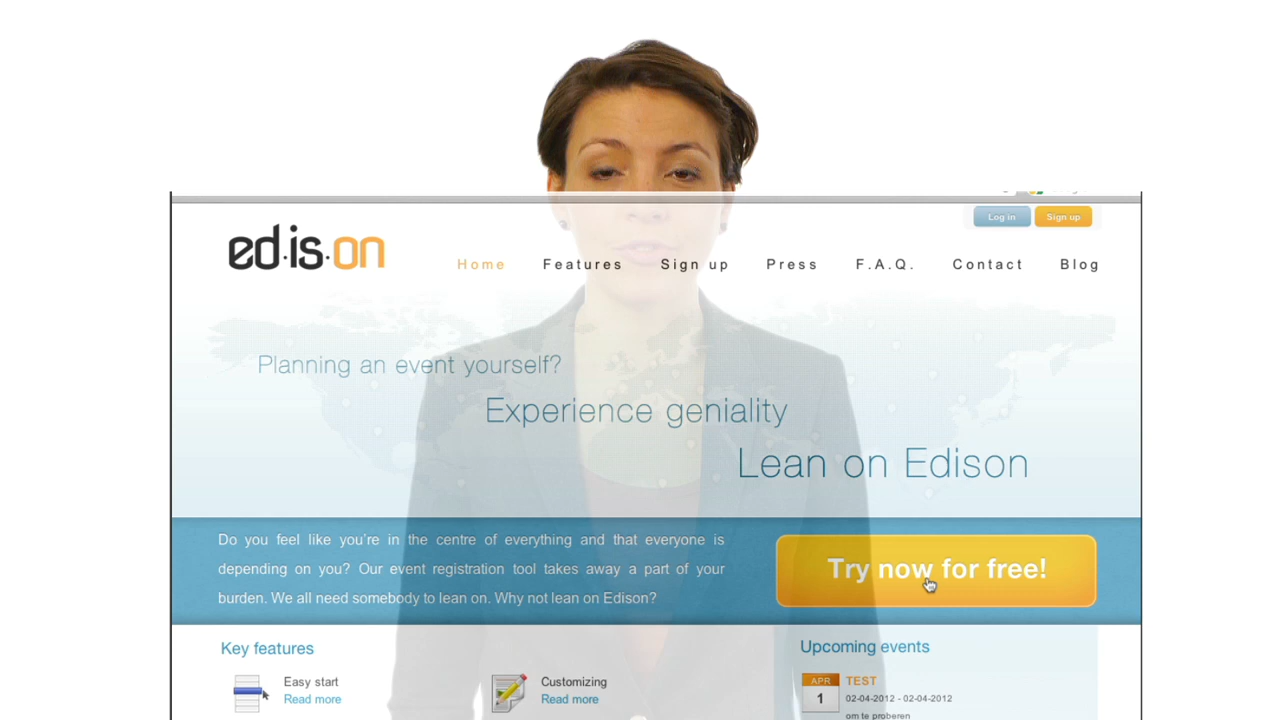 Log in Sign up
ed·is·on
Home Features Sign up Press F.A.Q. Contact Blog
Planning an event yourself?
Experience geniality
Lean on Edison
Do you feel like you're in the centre of everything and that everyone is
depending on you? Our event registration tool takes away a part of your
burden. We all need somebody to lean on. Why not lean on Edison?
Try now for free!
Key features
Easy start
Read more
Customizing
Read more
Upcoming events
APR
1
TEST
02-04-2012 - 02-04-2012
om te proberen